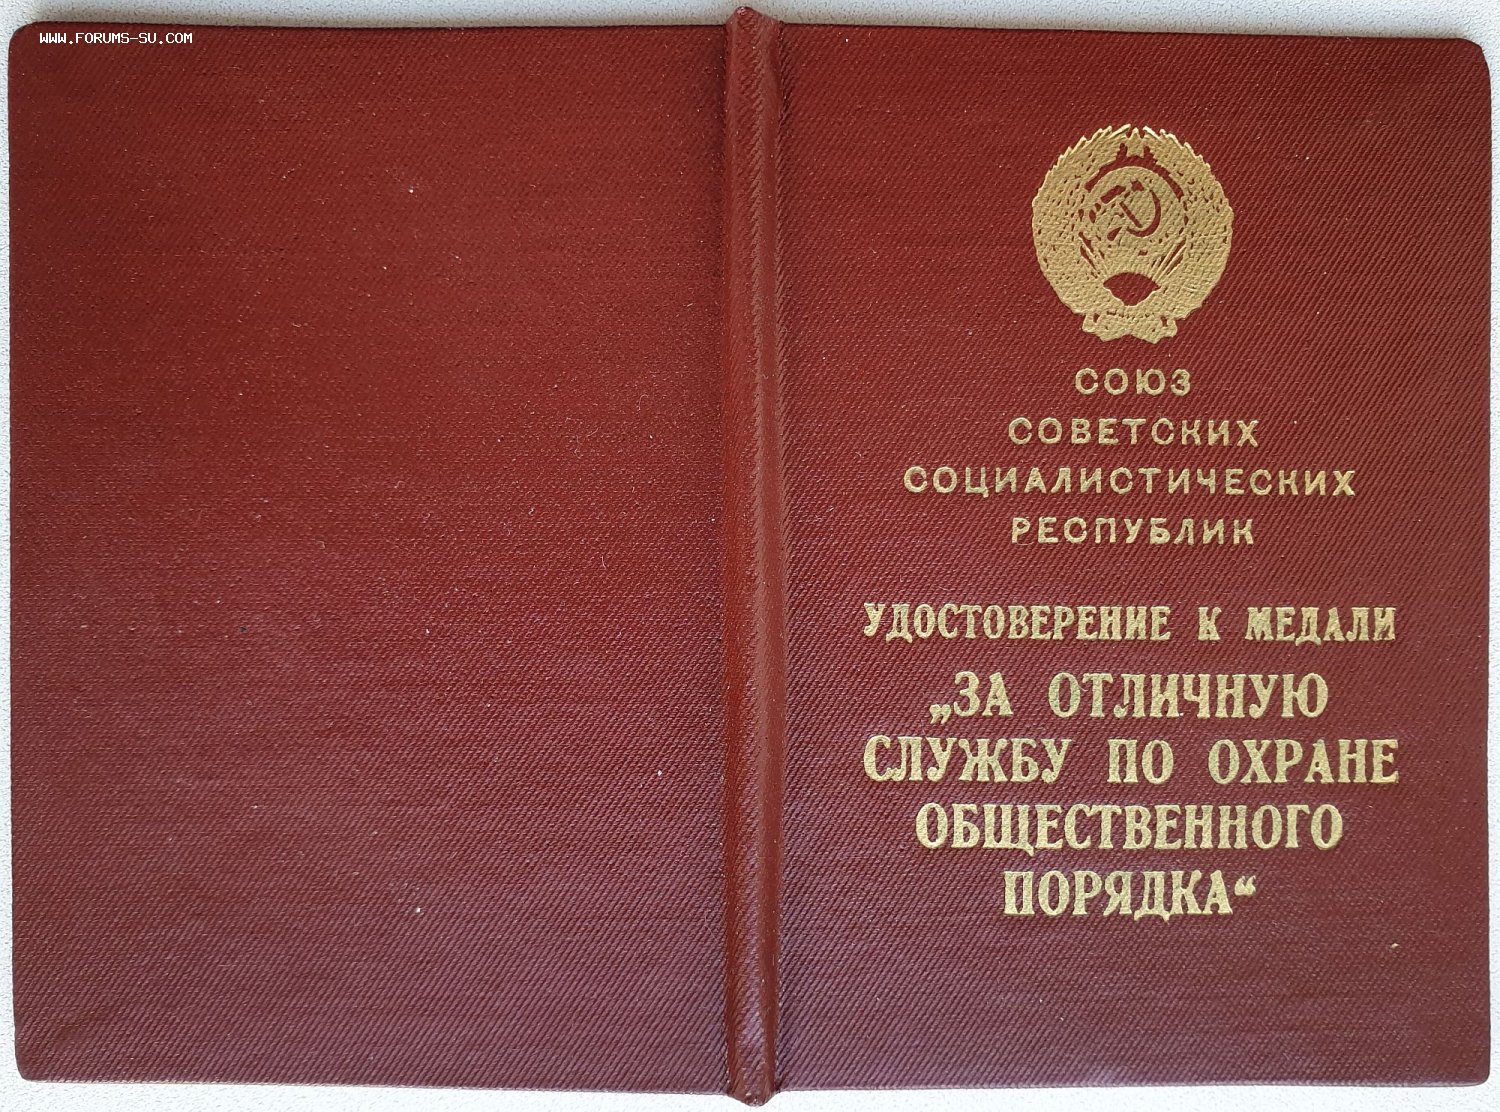 WWW.FORUMS-SU.COM
СОЮЗ
СОВЕТСКИХ
СОЦИАЛИСТИЧЕСКИХ
РЕСПУБЛИК
УДОСТОВЕРЕНИЕ К МЕДАЛИ
„ЗА ОТЛИЧНУЮ
СЛУЖБУ ПО ОХРАНЕ
ОБЩЕСТВЕННОГО
ПОРЯДКА“